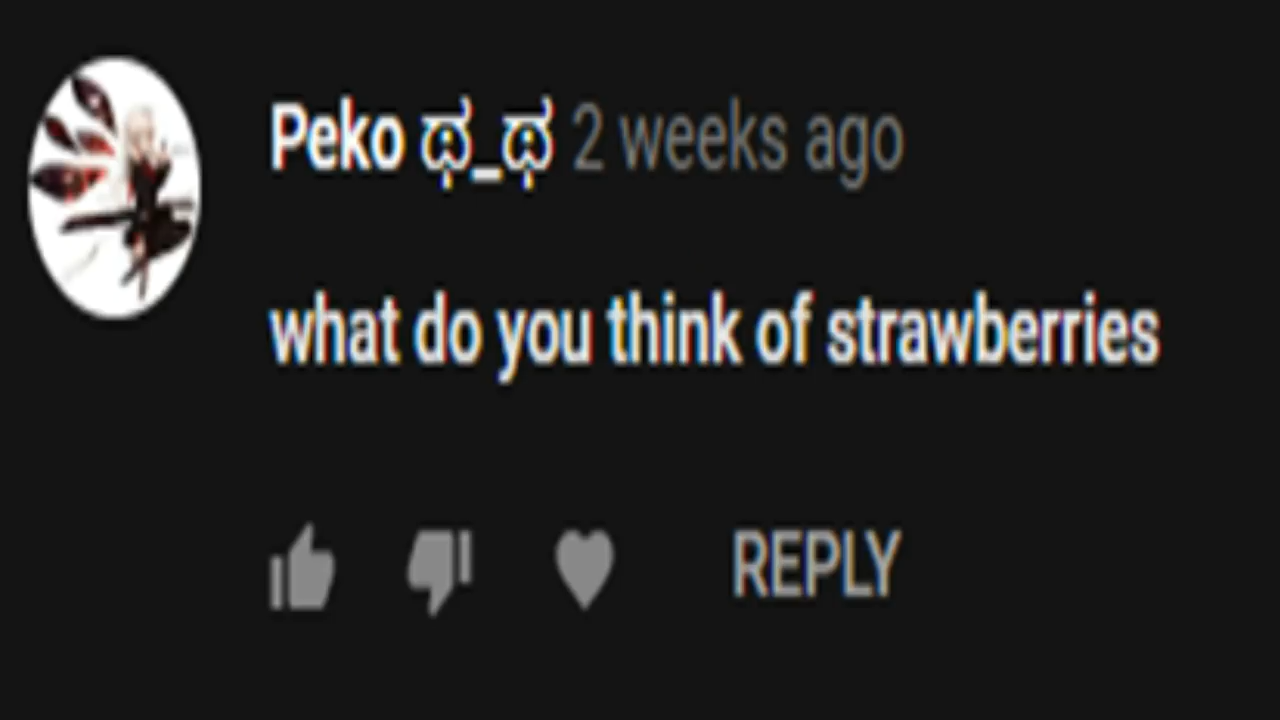 Peko ಥ_ಥ 2 weeks ago
what do you think of strawberries
REPLY